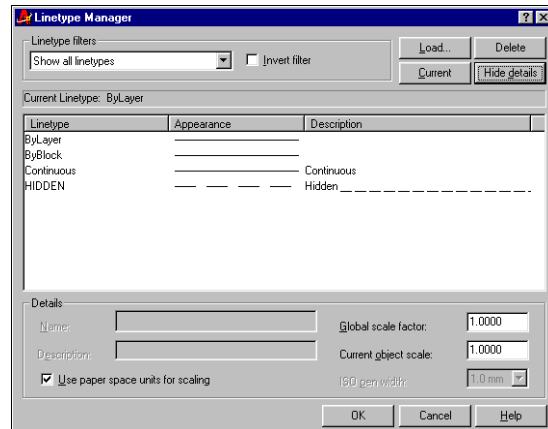 Linetype Manager
Linetype filters
Show all linetypes
Invert filter
Load...
Delete
Current
Hide details
Current Linetype: ByLayer
Linetype Appearance Description
ByLayer
ByBlock
Continuous Continuous
HIDDEN Hidden _ _ _ _ _ _ _ _ _ _ _ _ _ _
Details
Name:
Global scale factor: 1.0000
Description:
Current object scale: 1.0000
Use paper space units for scaling
ISO pen width: 1.0 mm
OK Cancel Help